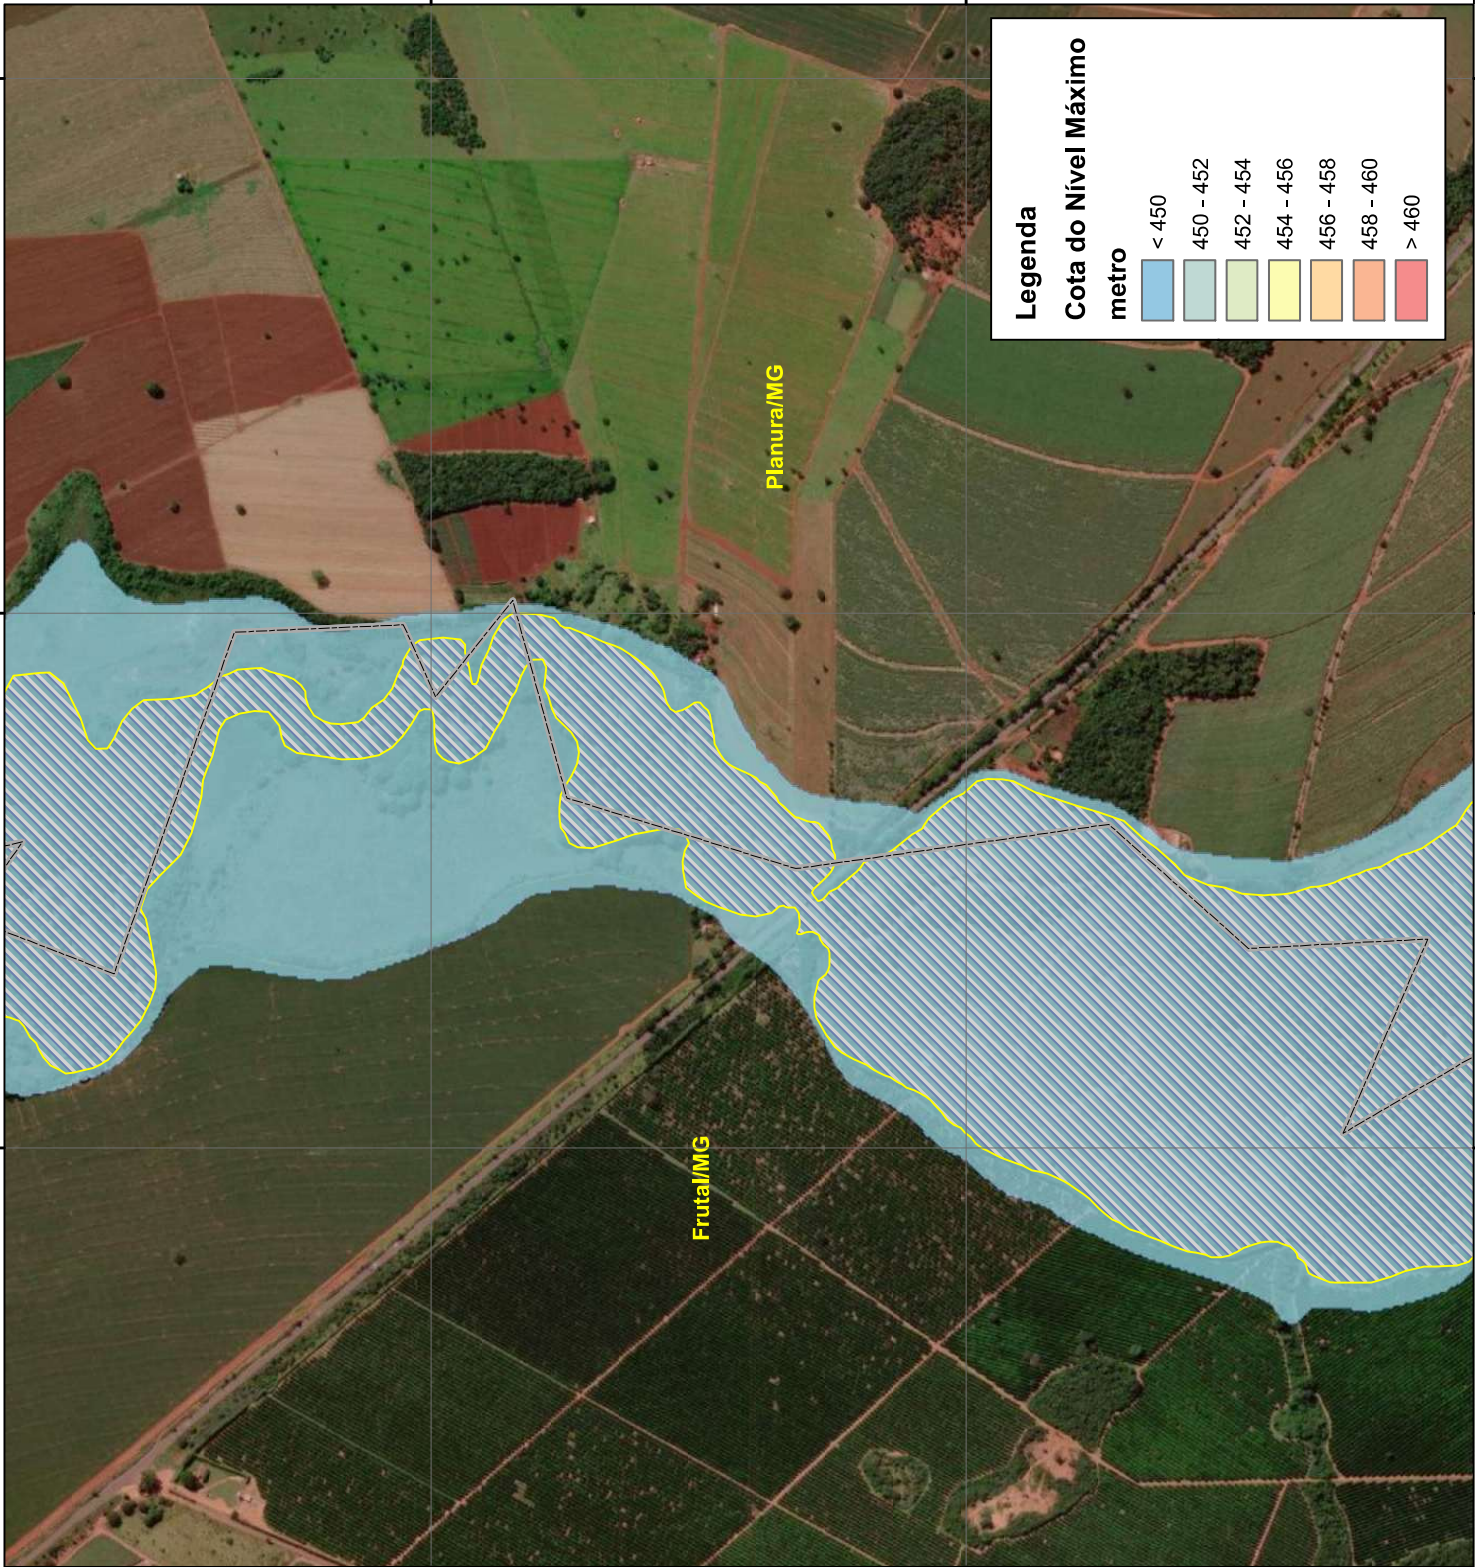 Planura/MG
Frutal/MG
Legenda
Cota do Nível Máximo
metro
< 450
450 - 452
452 - 454
454 - 456
456 - 458
458 - 460
> 460